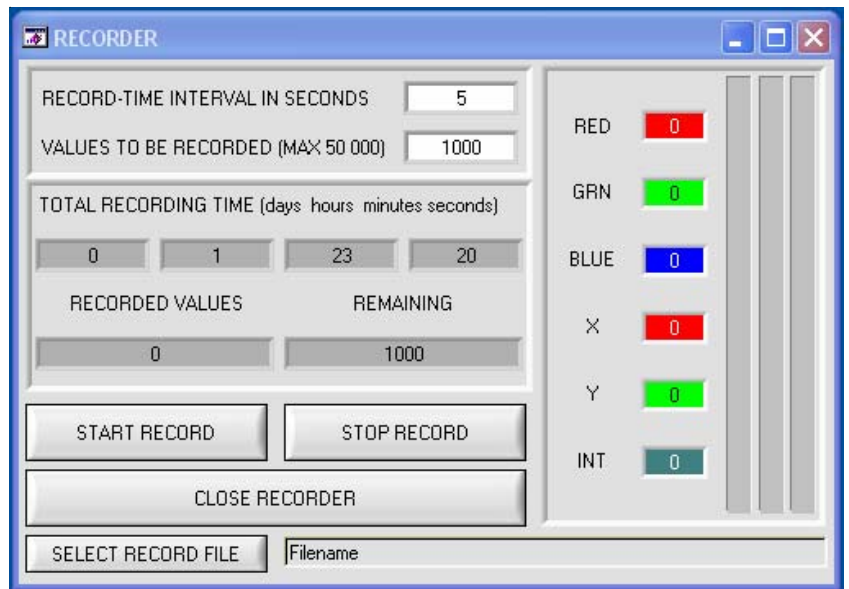 RECORDER
RECORD-TIME INTERVAL IN SECONDS 5
VALUES TO BE RECORDED (MAX 50 000) 1000
TOTAL RECORDING TIME (days hours minutes seconds)
0 1 23 20
RECORDED VALUES REMAINING
0 1000
START RECORD STOP RECORD
CLOSE RECORDER
SELECT RECORD FILE Filename
RED 0
GRN 0
BLUE 0
X 0
Y 0
INT 0